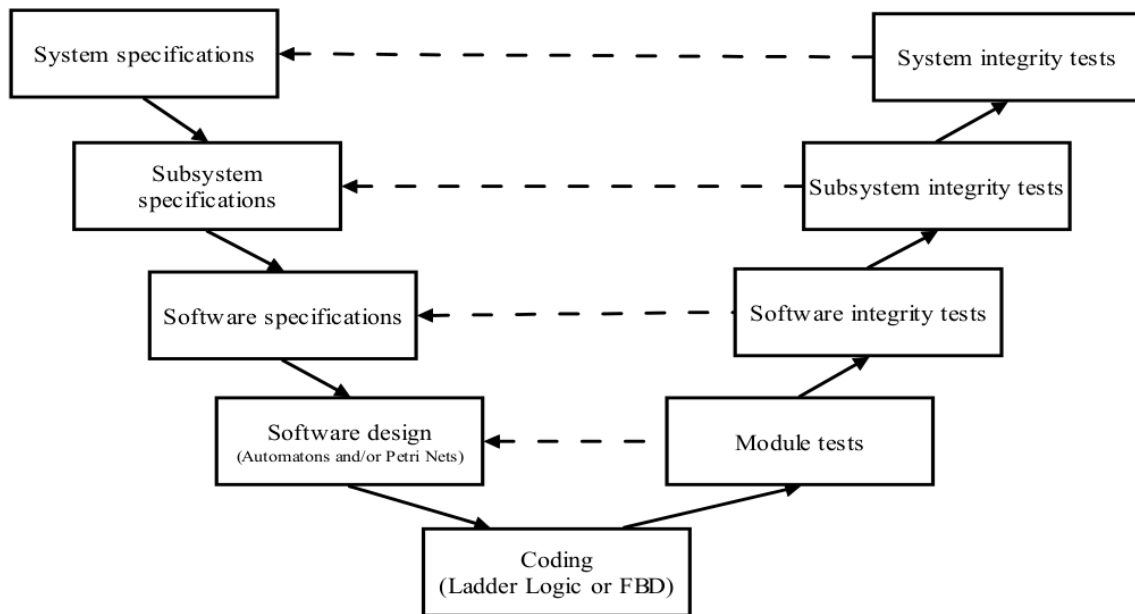 System specifications
System integrity tests
Subsystem
specifications
Subsystem integrity tests
Software specifications
Software integrity tests
Software design
(Automatons and/or Petri Nets)
Module tests
Coding
(Ladder Logic or FBD)